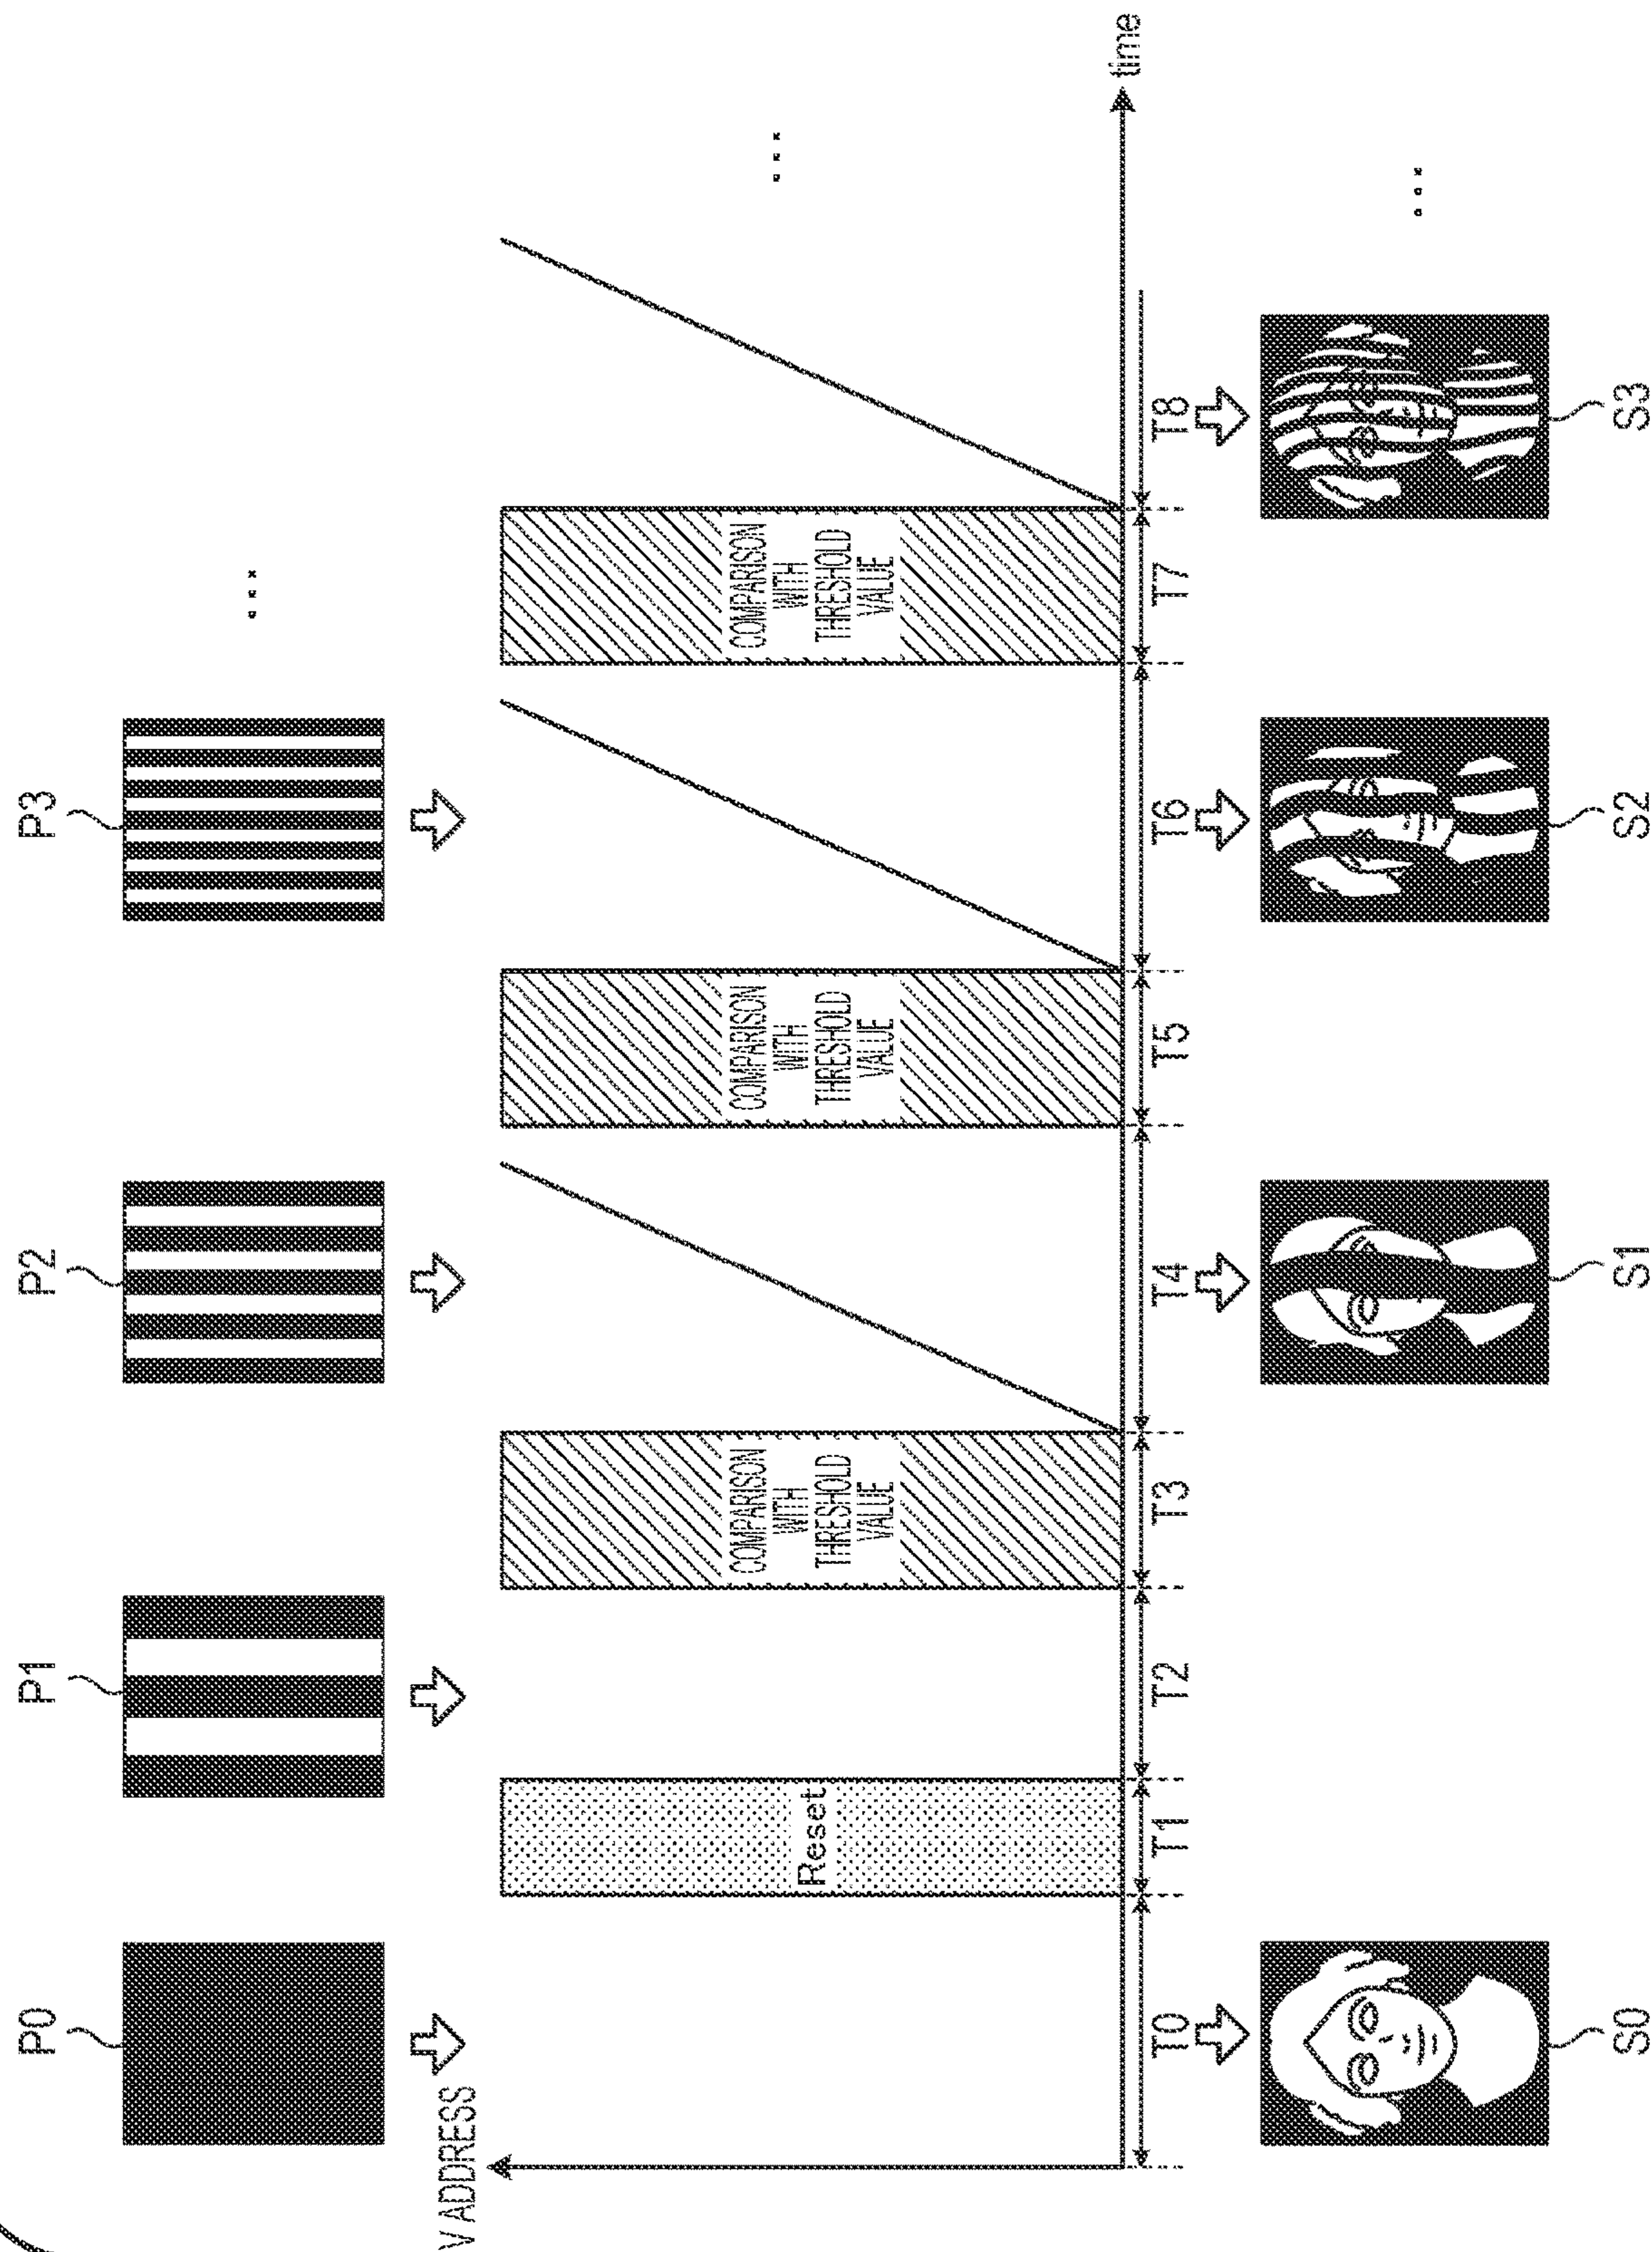 P0
P1
P2
P3
...
V ADDRESS
Reset
COMPARISON
WITH
THRESHOLD
VALUE
COMPARISON
WITH
THRESHOLD
VALUE
COMPARISON
WITH
THRESHOLD
VALUE
...
time
T0
T1
T2
T3
T4
T5
T6
T7
T8
...
S0
S1
S2
S3